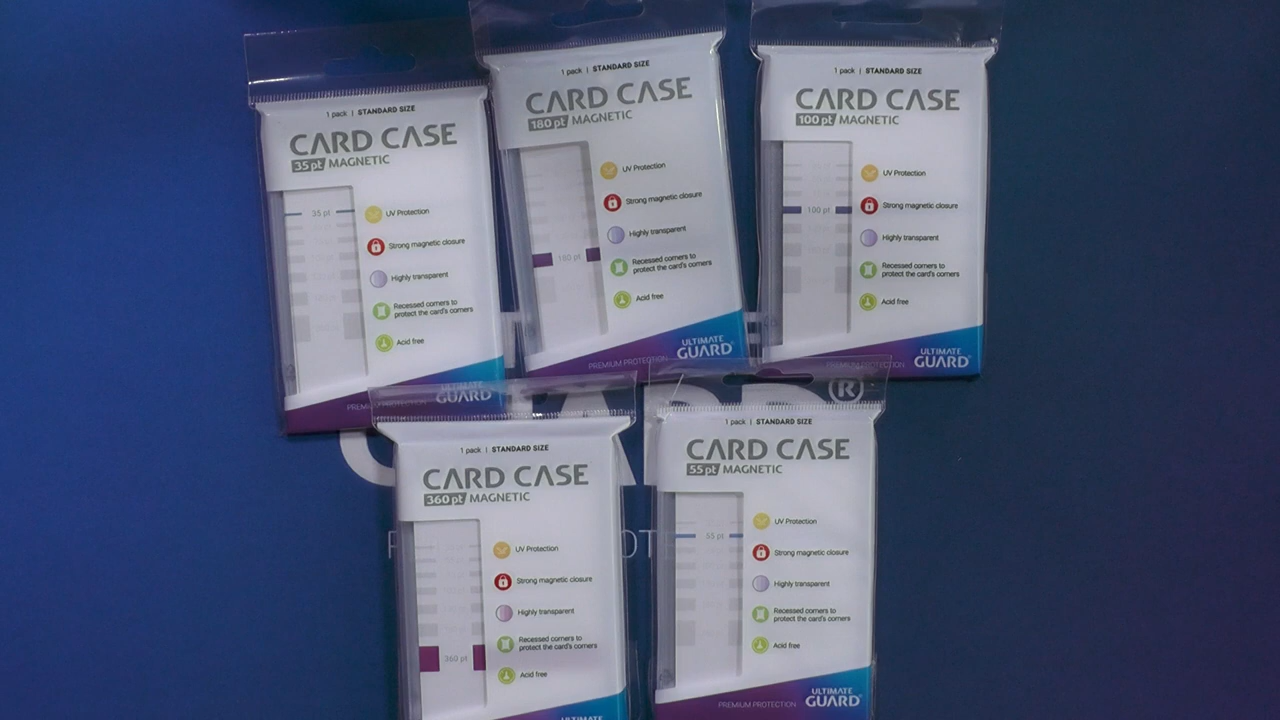 1 pack | STANDARD SIZE
CARD CASE
35 pt MAGNETIC
35 pt
UV Protection
Strong magnetic closure
Highly transparent
Recessed corners to
protect the card's corners
Acid free
ULTIMATE
GUARD
1 pack | STANDARD SIZE
CARD CASE
180 pt MAGNETIC
180 pt
UV Protection
Strong magnetic closure
Highly transparent
Recessed corners to
protect the card's corners
Acid free
PREMIUM PROTECTION
ULTIMATE
GUARD
1 pack | STANDARD SIZE
CARD CASE
100 pt MAGNETIC
100 pt
UV Protection
Strong magnetic closure
Highly transparent
Recessed corners to
protect the card's corners
Acid free
PREMIUM PROTECTION
ULTIMATE
GUARD
1 pack | STANDARD SIZE
CARD CASE
360 pt MAGNETIC
360 pt
UV Protection
Strong magnetic closure
Highly transparent
Recessed corners to
protect the card's corners
Acid free
ULTIMATE
1 pack | STANDARD SIZE
CARD CASE
55 pt MAGNETIC
55 pt
UV Protection
Strong magnetic closure
Highly transparent
Recessed corners to
protect the card's corners
Acid free
PREMIUM PROTECTION
ULTIMATE
GUARD